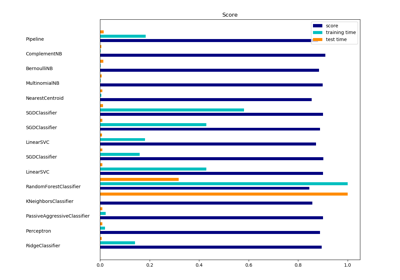 Score
score
training time
test time
Pipeline
ComplementNB
BernoulliNB
MultinomialNB
NearestCentroid
SGDClassifier
SGDClassifier
LinearSVC
SGDClassifier
LinearSVC
RandomForestClassifier
KNeighborsClassifier
PassiveAggressiveClassifier
Perceptron
RidgeClassifier
0.0 0.2 0.4 0.6 0.8 1.0